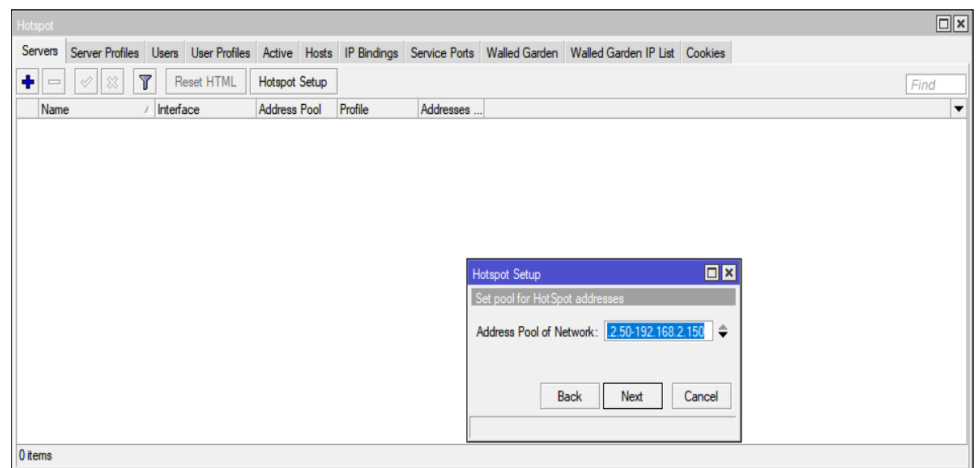 Hotspot
Servers Server Profiles Users User Profiles Active Hosts IP Bindings Service Ports Walled Garden Walled Garden IP List Cookies
Reset HTML Hotspot Setup Find
Name Interface Address Pool Profile Addresses ...
Hotspot Setup
Set pool for HotSpot addresses
Address Pool of Network: 2.50-192.168.2.150
Back Next Cancel
0 items